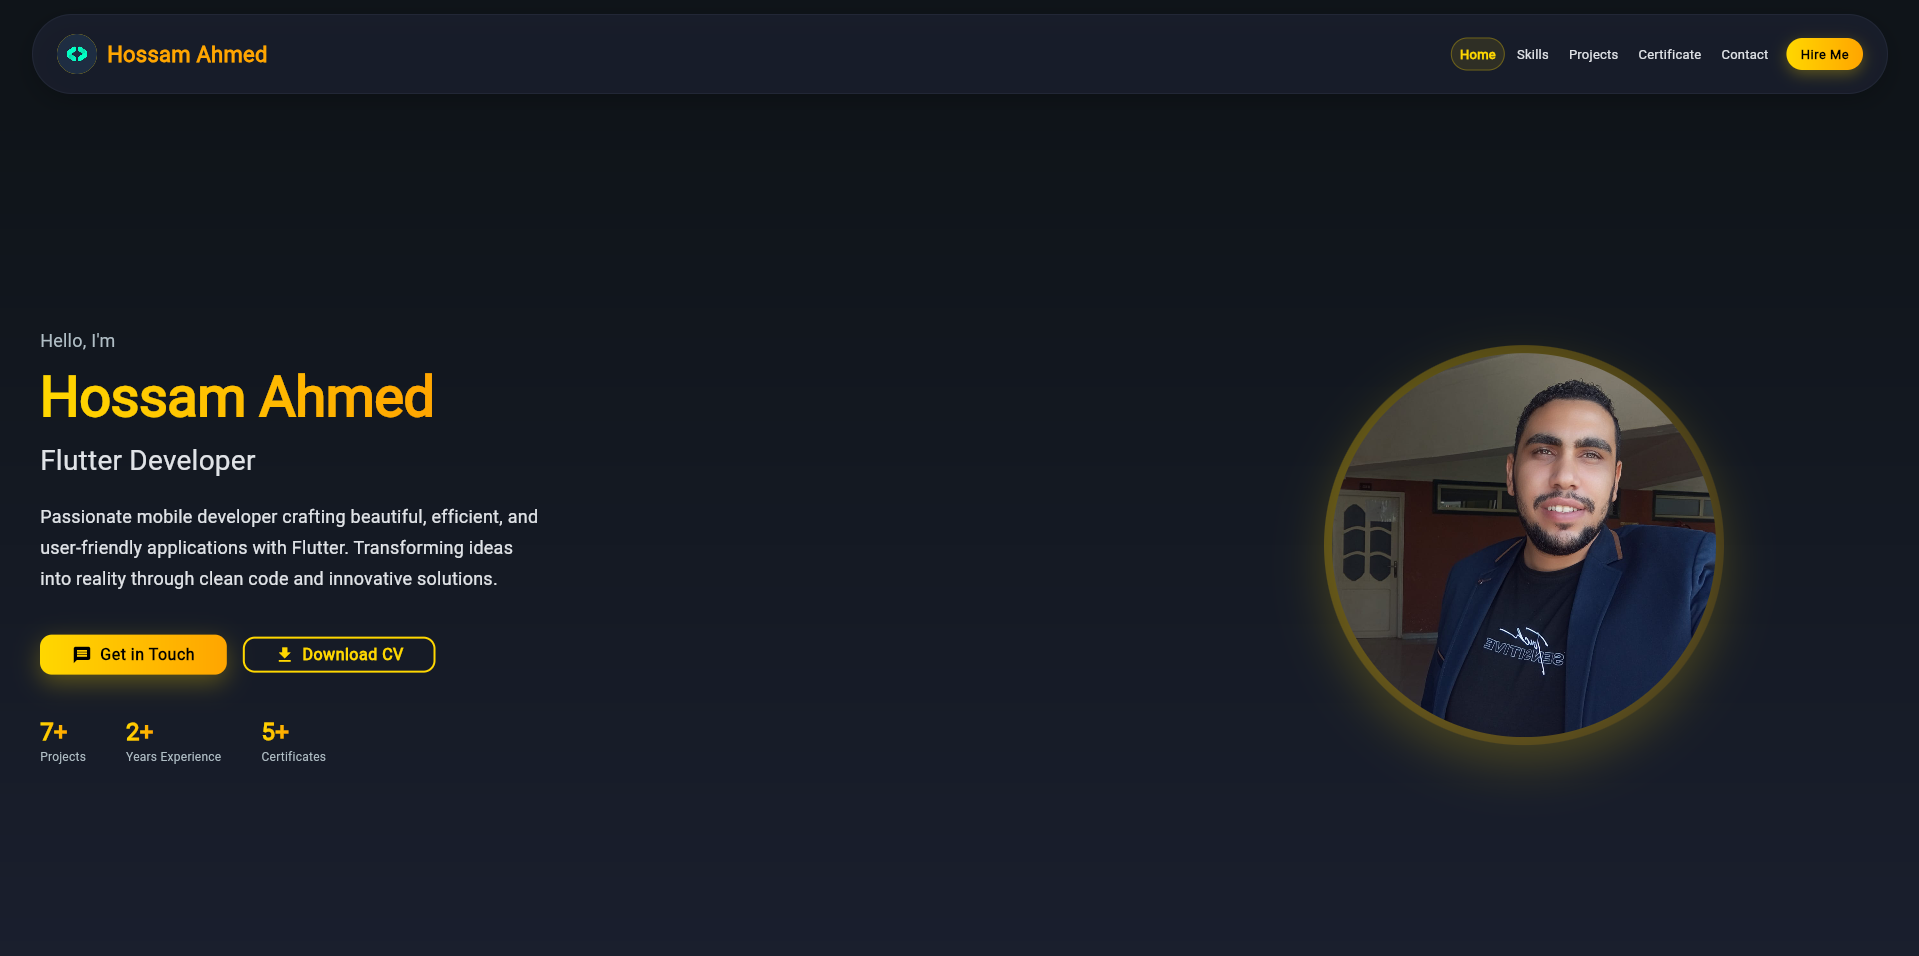 Hossam Ahmed
Home Skills Projects Certificate Contact Hire Me
Hello, I'm
Hossam Ahmed
Flutter Developer
Passionate mobile developer crafting beautiful, efficient, and
user-friendly applications with Flutter. Transforming ideas
into reality through clean code and innovative solutions.
Get in Touch Download CV
7+ 2+ 5+
Projects Years Experience Certificates
Touch
SENSITIVE